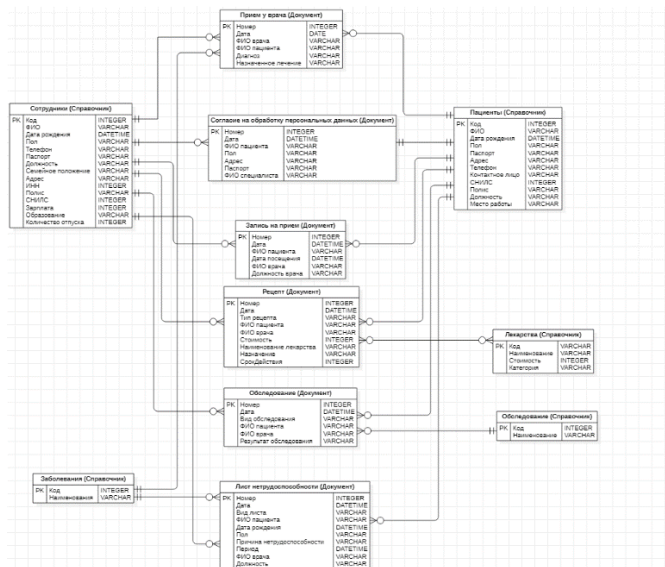 Прием у врача (Документ)
PK Номер INTEGER
Дата DATE
ФИО врача VARCHAR
ФИО пациента VARCHAR
Диагноз VARCHAR
Назначенное лечение VARCHAR
Сотрудники (Справочник)
PK Код INTEGER
ФИО VARCHAR
Дата рождения DATETIME
Пол VARCHAR
Телефон VARCHAR
Паспорт VARCHAR
Должность VARCHAR
Семейное положение VARCHAR
Адрес VARCHAR
ИНН INTEGER
Полис VARCHAR
СНИЛС INTEGER
Зарплата INTEGER
Образование VARCHAR
Количество отпуска INTEGER
Согласие на обработку персональных данных (Документ)
PK Номер INTEGER
Дата DATETIME
ФИО пациента VARCHAR
Пол VARCHAR
Адрес VARCHAR
Паспорт VARCHAR
ФИО специалиста VARCHAR
Пациенты (Справочник)
PK Код INTEGER
ФИО VARCHAR
Дата рождения DATETIME
Пол VARCHAR
Паспорт VARCHAR
Адрес VARCHAR
Телефон VARCHAR
Контактное лицо VARCHAR
СНИЛС INTEGER
Полис VARCHAR
Должность VARCHAR
Место работы VARCHAR
Запись на прием (Документ)
PK Номер INTEGER
Дата DATETIME
ФИО пациента VARCHAR
Дата посещения DATETIME
ФИО врача VARCHAR
Должность врача VARCHAR
Рецепт (Документ)
PK Номер INTEGER
Дата DATETIME
Тип рецепта VARCHAR
ФИО пациента VARCHAR
ФИО врача VARCHAR
Стоимость INTEGER
Наименование лекарства VARCHAR
Назначение VARCHAR
СрокДействия INTEGER
Лекарства (Справочник)
PK Код VARCHAR
Наименование VARCHAR
Стоимость INTEGER
Категория VARCHAR
Обследование (Документ)
PK Номер INTEGER
Дата DATETIME
Вид обследования VARCHAR
ФИО пациента VARCHAR
ФИО врача VARCHAR
Результат обследования VARCHAR
Обследование (Справочник)
PK Код INTEGER
Наименование VARCHAR
Заболевания (Справочник)
PK Код INTEGER
Наименования VARCHAR
Лист нетрудоспособности (Документ)
PK Номер INTEGER
Дата DATETIME
Вид листа VARCHAR
ФИО пациента VARCHAR
Дата рождения DATETIME
Пол VARCHAR
Причина нетрудоспособности VARCHAR
Период DATETIME
ФИО врача VARCHAR
Должность VARCHAR